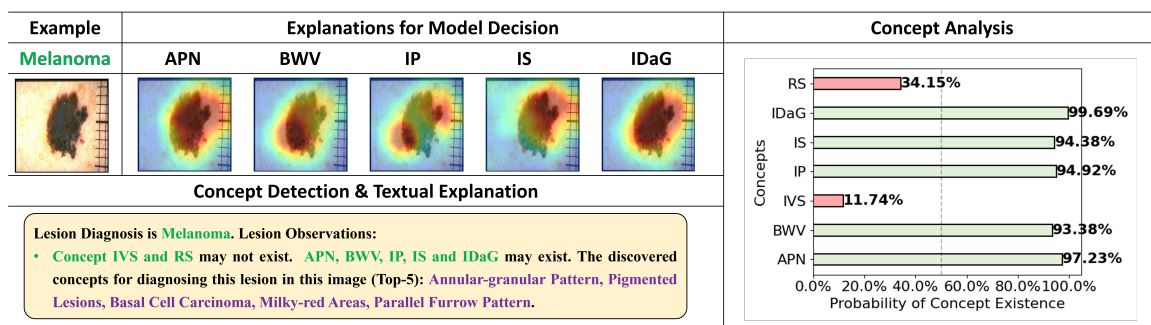 Example
Explanations for Model Decision
Concept Analysis
Melanoma
APN
BWV
IP
IS
IDaG
Concept Detection & Textual Explanation
Lesion Diagnosis is Melanoma. Lesion Observations:
• Concept IVS and RS may not exist. APN, BWV, IP, IS and IDaG may exist. The discovered
concepts for diagnosing this lesion in this image (Top-5): Annular-granular Pattern, Pigmented
Lesions, Basal Cell Carcinoma, Milky-red Areas, Parallel Furrow Pattern.
Concepts
RS
34.15%
IDaG
99.69%
IS
94.38%
IP
94.92%
IVS
11.74%
BWV
93.38%
APN
97.23%
0.0% 20.0% 40.0% 60.0% 80.0% 100.0%
Probability of Concept Existence